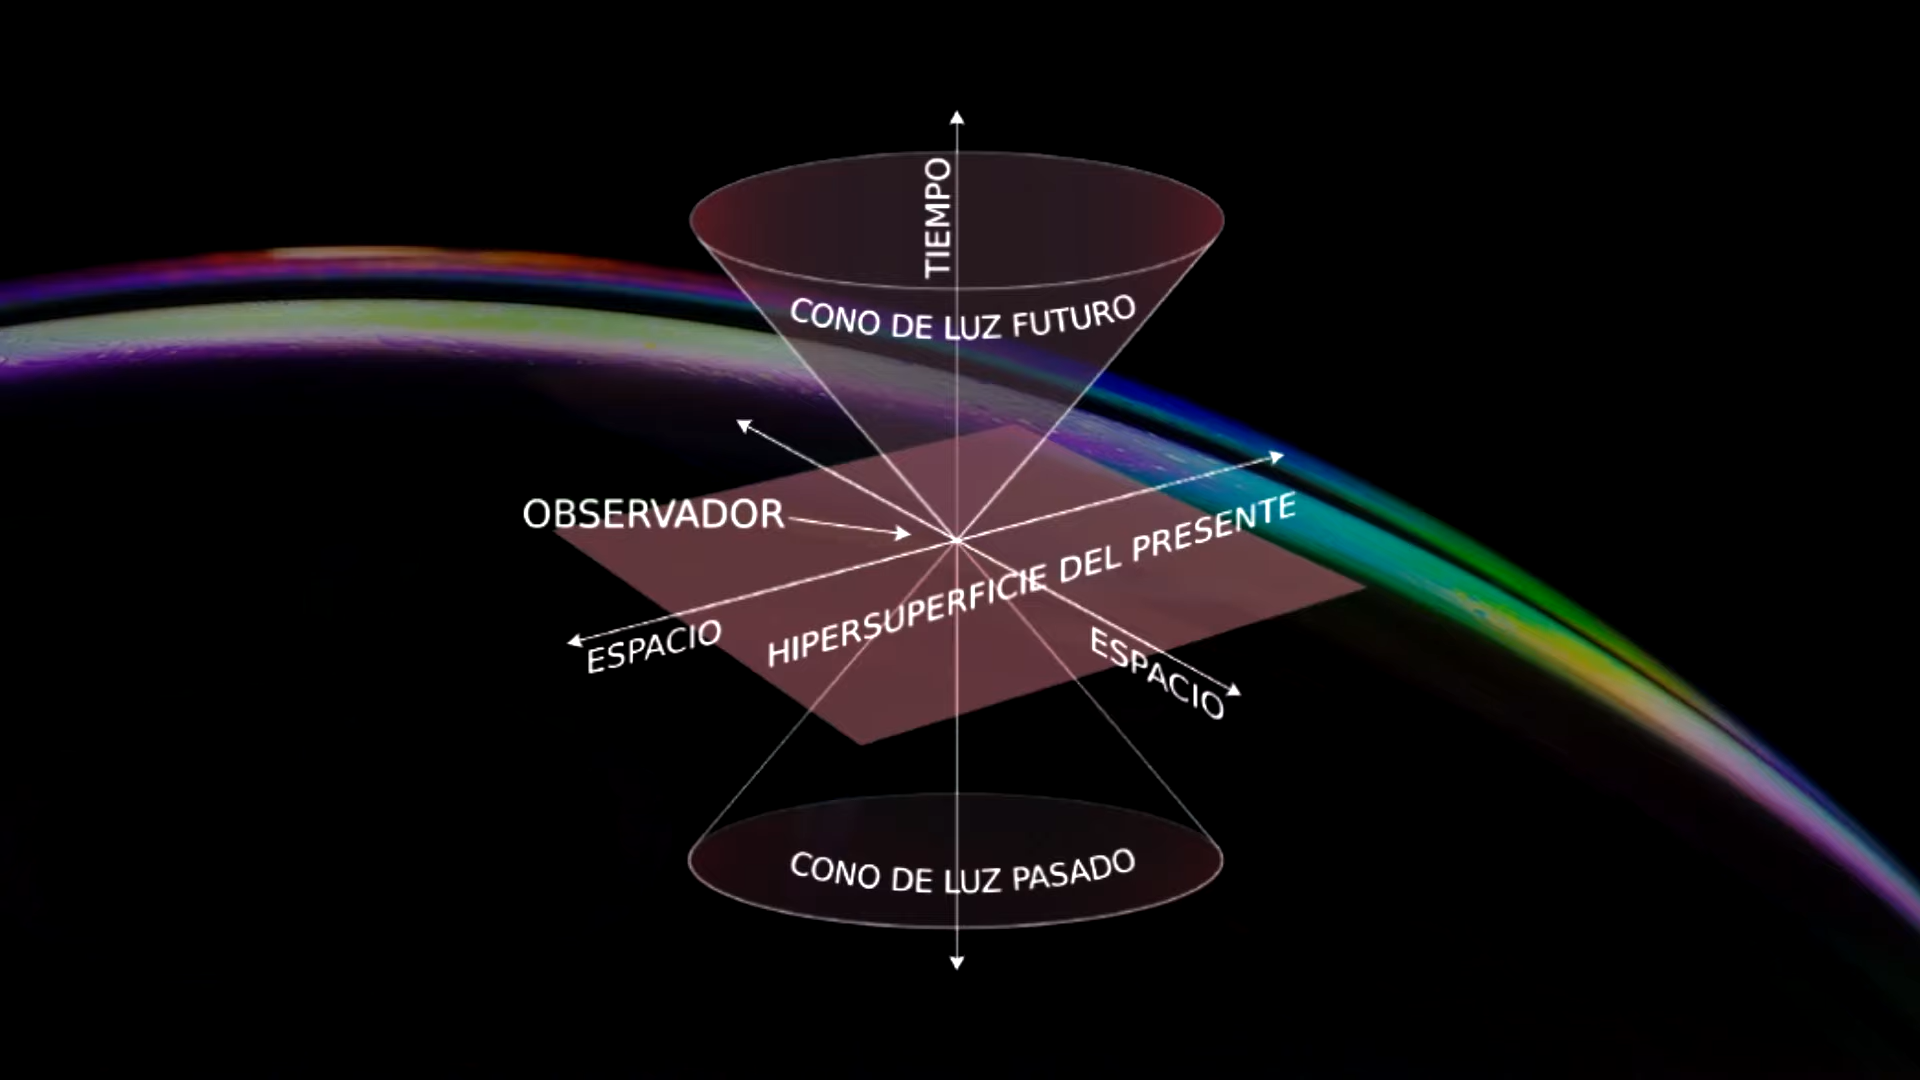 TIEMPO
CONO DE LUZ FUTURO
OBSERVADOR
HIPERSUPERFICIE DEL PRESENTE
ESPACIO
ESPACIO
CONO DE LUZ PASADO